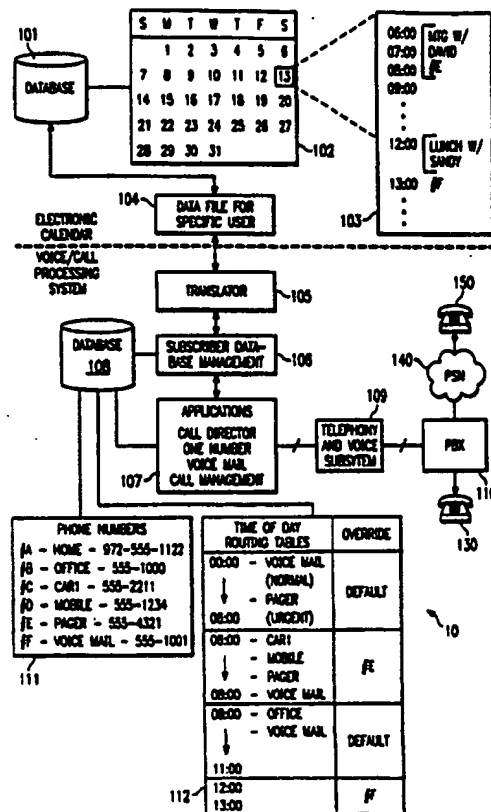 101
DATABASE
S M T W T F S
1 2 3 4 5 6
7 8 9 10 11 12 13
14 15 16 17 18 19 20
21 22 23 24 25 26 27
28 29 30 31
102
06:00 MTG W/
07:00 DAVID
08:00 #E
09:00
12:00 LUNCH W/
SANDY
13:00 #F
103
104
DATA FILE FOR
SPECIFIC USER
ELECTRONIC CALENDAR
VOICE/CALL
PROCESSING
SYSTEM
TRANSLATOR
105
DATABASE
108
SUBSCRIBER DATA-
BASE MANAGEMENT
106
APPLICATIONS
CALL DIRECTOR
ONE NUMBER
VOICE MAIL
CALL MANAGEMENT
107
109
TELEPHONY
AND VOICE
SUBSYTEM
150
140
PSN
PBX
110
130
PHONE NUMBERS
#A - HOME - 972-555-1122
#B - OFFICE - 555-1000
#C - CAR1 - 555-2211
#D - MOBILE - 555-1234
#E - PAGER - 555-4321
#F - VOICE MAIL - 555-1001
111
TIME OF DAY
ROUTING TABLES
OVERRIDE
00:00 - VOICE MAIL
(NORMAL)
- PAGER
06:00 (URGENT)
DEFAULT
06:00 - CAR1
- MOBILE
- PAGER
08:00 - VOICE MAIL
#E
08:00 - OFFICE
- VOICE MAIL
11:00
DEFAULT
12:00
13:00
#F
112
10